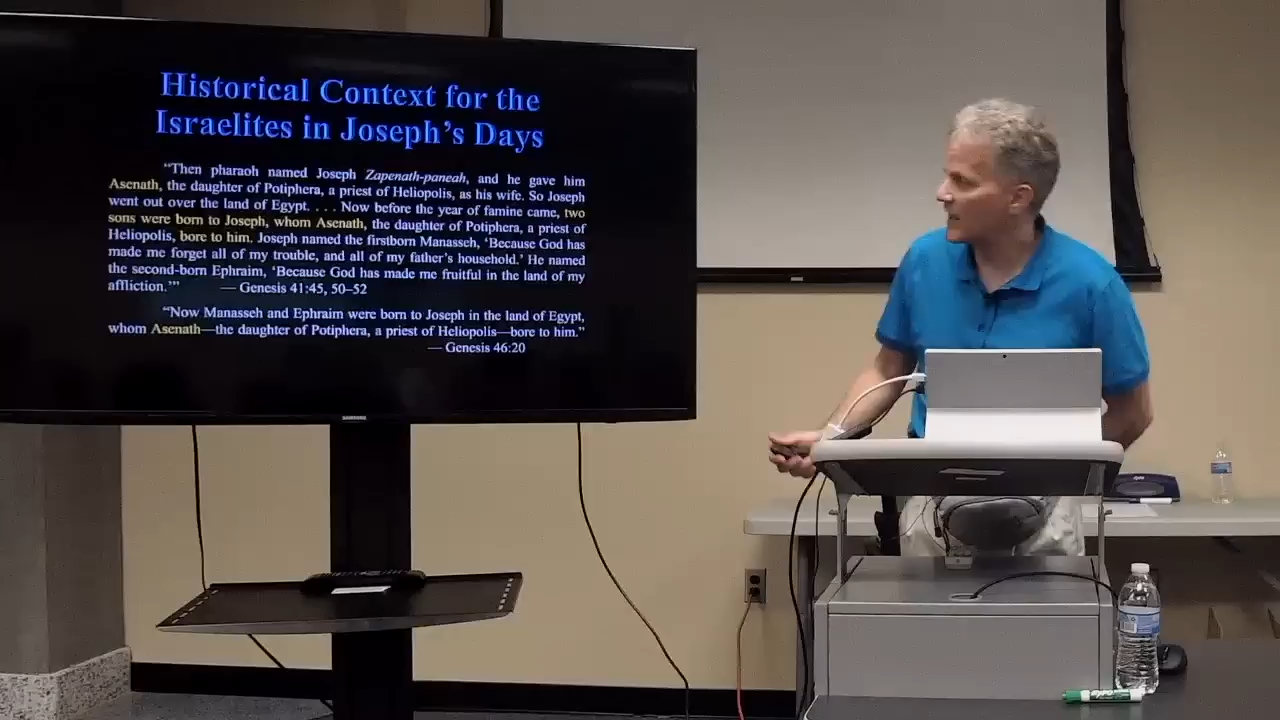 Historical Context for the
Israelites in Joseph's Days
“Then pharaoh named Joseph Zapenath-paneah, and he gave him
Asenath, the daughter of Potiphera, a priest of Heliopolis, as his wife. So Joseph
went out over the land of Egypt. . . . Now before the year of famine came, two
sons were born to Joseph, whom Asenath, the daughter of Potiphera, a priest of
Heliopolis, bore to him. Joseph named the firstborn Manasseh, ‘Because God has
made me forget all of my trouble, and all of my father’s household.’ He named
the second-born Ephraim, ‘Because God has made me fruitful in the land of my
affliction.’” — Genesis 41:45, 50–52
“Now Manasseh and Ephraim were born to Joseph in the land of Egypt,
whom Asenath—the daughter of Potiphera, a priest of Heliopolis—bore to him.”
— Genesis 46:20
SAMSUNG